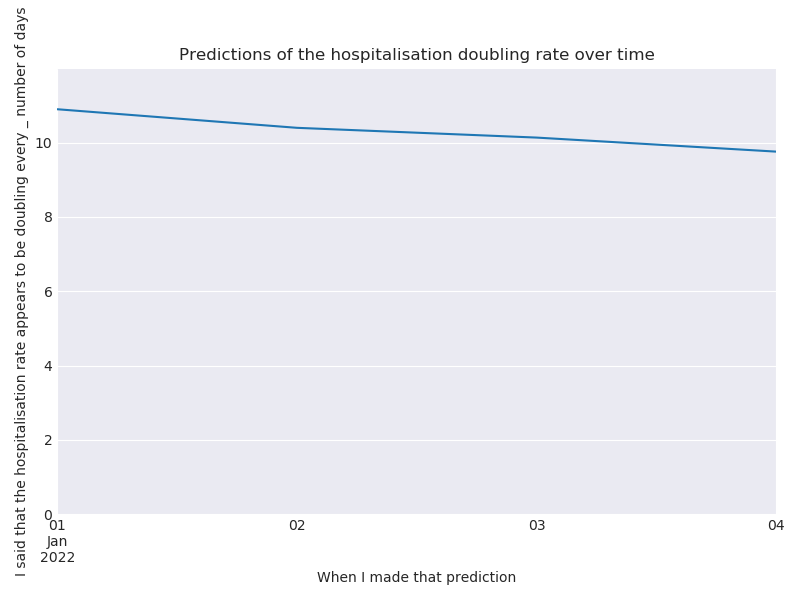 Predictions of the hospitalisation doubling rate over time
I said that the hospitalisation rate appears to be doubling every _ number of days
10
8
6
4
2
0
01 02 03 04
Jan
2022
When I made that prediction